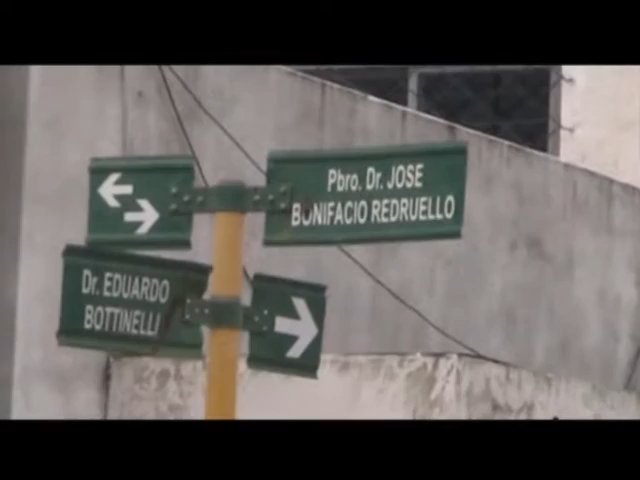 Pbro. Dr. JOSE
BONIFACIO REDRUELLO
Dr. EDUARDO
BOTTINELLI